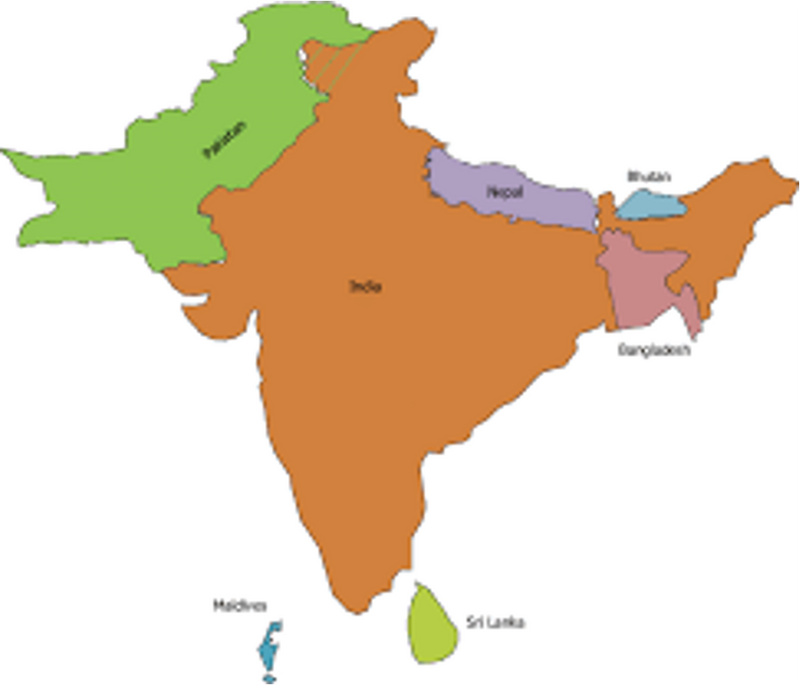 Pakistan
Bhutan
Nepal
India
Bangladesh
Maldives
Sri Lanka